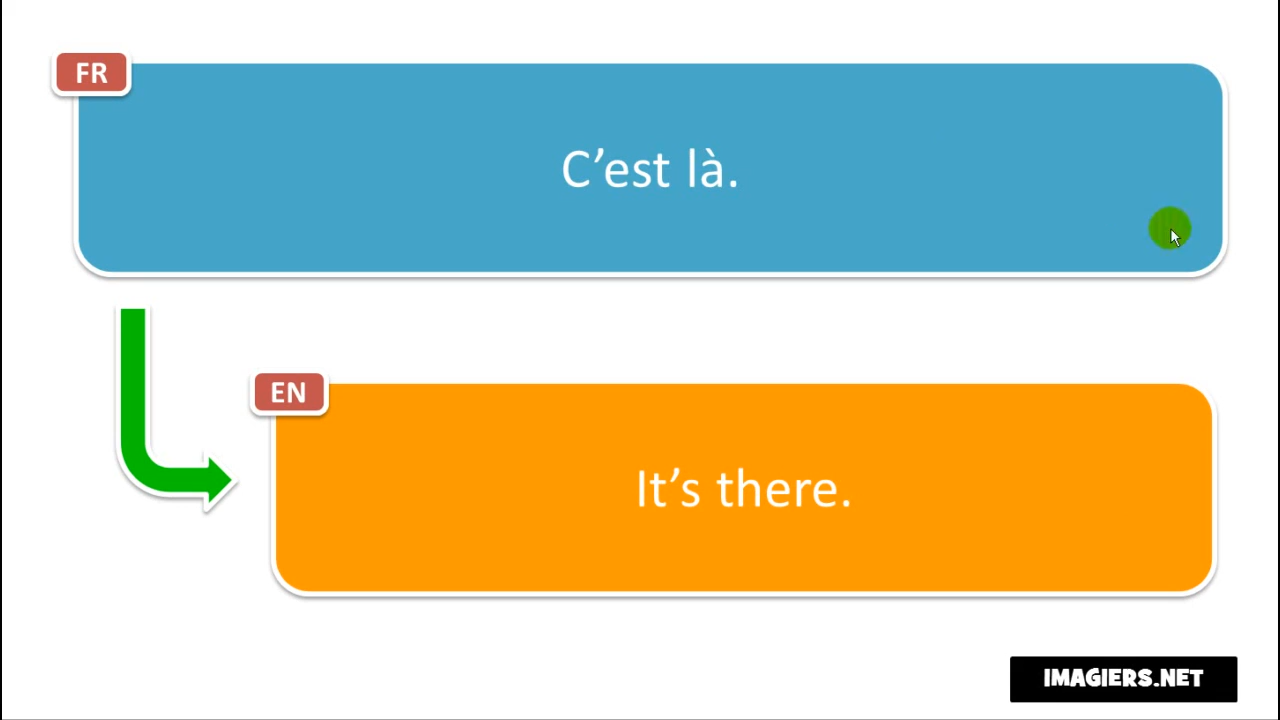 FR
C’est là.
EN
It’s there.
IMAGIERS.NET